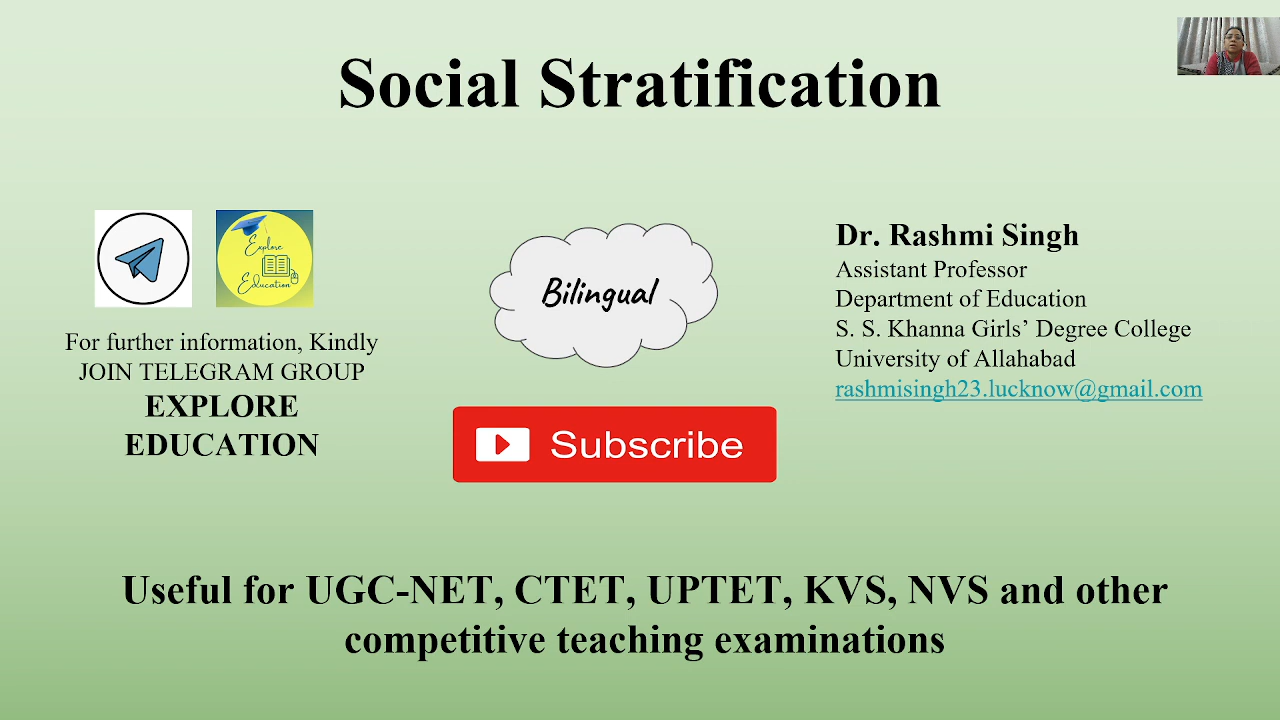 Social Stratification
Explore
Education
For further information, Kindly
JOIN TELEGRAM GROUP
EXPLORE
EDUCATION
Bilingual
Subscribe
Dr. Rashmi Singh
Assistant Professor
Department of Education
S. S. Khanna Girls’ Degree College
University of Allahabad
rashmisingh23.lucknow@gmail.com
Useful for UGC-NET, CTET, UPTET, KVS, NVS and other
competitive teaching examinations